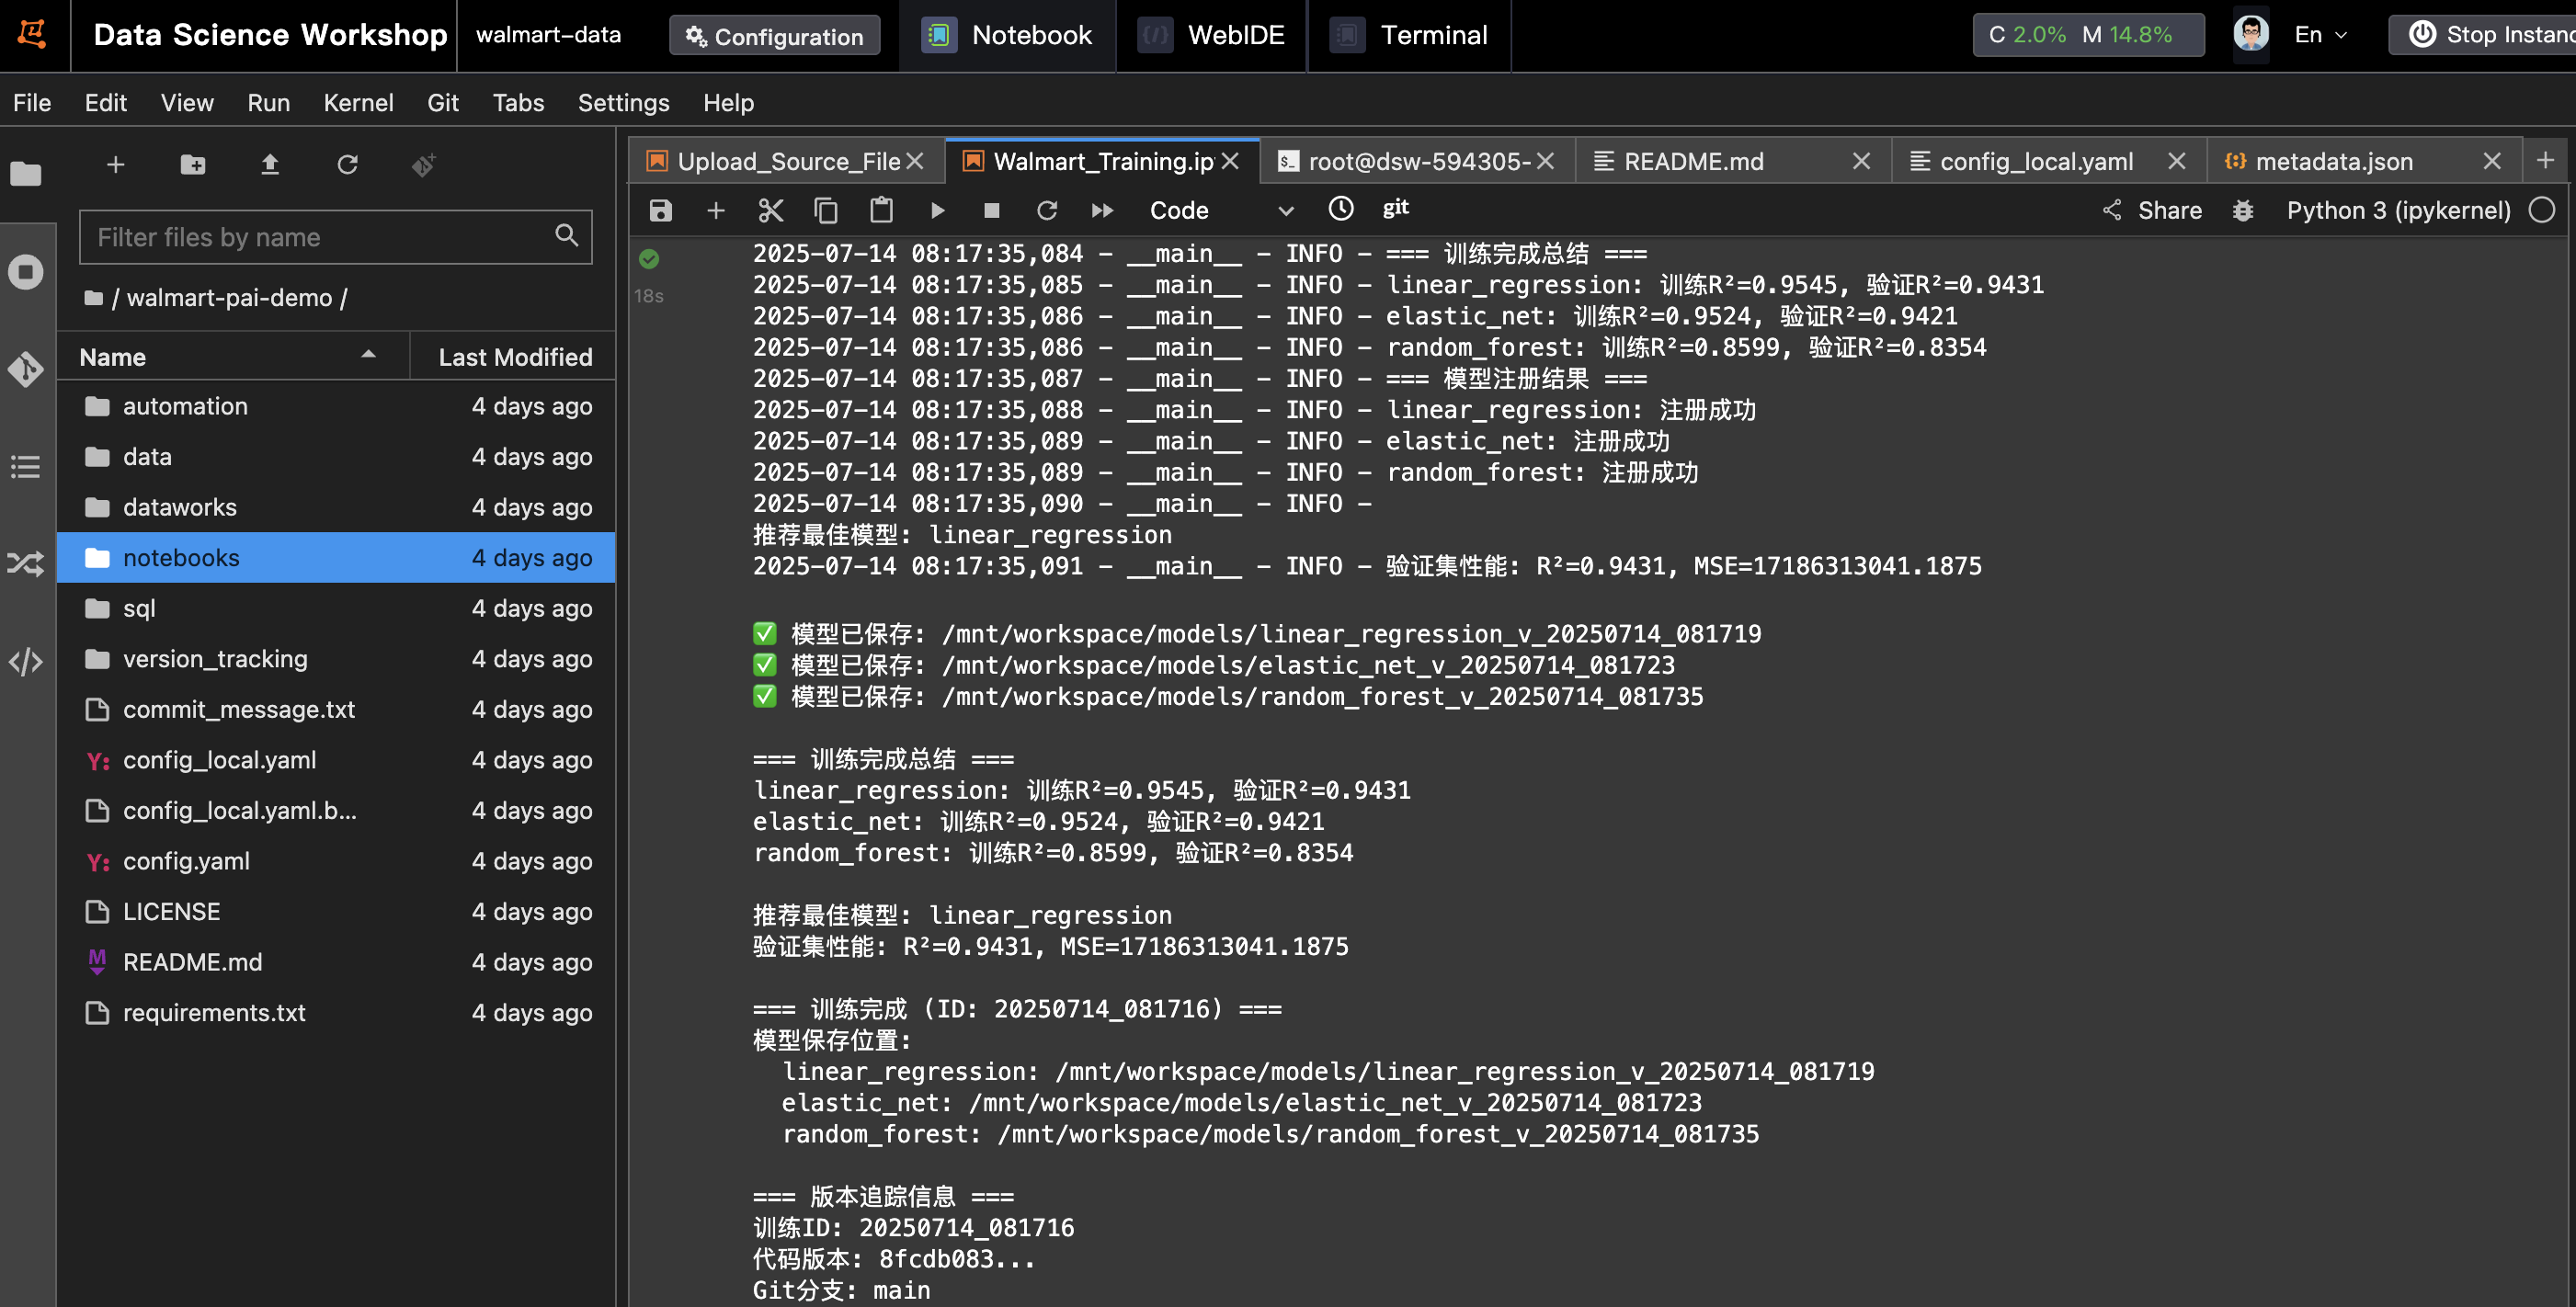 Data Science Workshop
walmart-data
Configuration
Notebook
WebIDE
Terminal
C 2.0% M 14.8%
En
Stop Instanc
File Edit View Run Kernel Git Tabs Settings Help
Filter files by name
/ walmart-pai-demo /
Name Last Modified
automation 4 days ago
data 4 days ago
dataworks 4 days ago
notebooks 4 days ago
sql 4 days ago
version_tracking 4 days ago
commit_message.txt 4 days ago
config_local.yaml 4 days ago
config_local.yaml.b... 4 days ago
config.yaml 4 days ago
LICENSE 4 days ago
README.md 4 days ago
requirements.txt 4 days ago
Upload_Source_File
Walmart_Training.ip
root@dsw-594305-
README.md
config_local.yaml
metadata.json
Code
git
Share
Python 3 (ipykernel)
18s
2025-07-14 08:17:35,084 - __main__ - INFO - === 训练完成总结 ===
2025-07-14 08:17:35,085 - __main__ - INFO - linear_regression: 训练R²=0.9545, 验证R²=0.9431
2025-07-14 08:17:35,086 - __main__ - INFO - elastic_net: 训练R²=0.9524, 验证R²=0.9421
2025-07-14 08:17:35,086 - __main__ - INFO - random_forest: 训练R²=0.8599, 验证R²=0.8354
2025-07-14 08:17:35,087 - __main__ - INFO - === 模型注册结果 ===
2025-07-14 08:17:35,088 - __main__ - INFO - linear_regression: 注册成功
2025-07-14 08:17:35,089 - __main__ - INFO - elastic_net: 注册成功
2025-07-14 08:17:35,089 - __main__ - INFO - random_forest: 注册成功
2025-07-14 08:17:35,090 - __main__ - INFO -
推荐最佳模型: linear_regression
2025-07-14 08:17:35,091 - __main__ - INFO - 验证集性能: R²=0.9431, MSE=17186313041.1875
✅ 模型已保存: /mnt/workspace/models/linear_regression_v_20250714_081719
✅ 模型已保存: /mnt/workspace/models/elastic_net_v_20250714_081723
✅ 模型已保存: /mnt/workspace/models/random_forest_v_20250714_081735
=== 训练完成总结 ===
linear_regression: 训练R²=0.9545, 验证R²=0.9431
elastic_net: 训练R²=0.9524, 验证R²=0.9421
random_forest: 训练R²=0.8599, 验证R²=0.8354
推荐最佳模型: linear_regression
验证集性能: R²=0.9431, MSE=17186313041.1875
=== 训练完成 (ID: 20250714_081716) ===
模型保存位置:
linear_regression: /mnt/workspace/models/linear_regression_v_20250714_081719
elastic_net: /mnt/workspace/models/elastic_net_v_20250714_081723
random_forest: /mnt/workspace/models/random_forest_v_20250714_081735
=== 版本追踪信息 ===
训练ID: 20250714_081716
代码版本: 8fcdb083...
Git分支: main